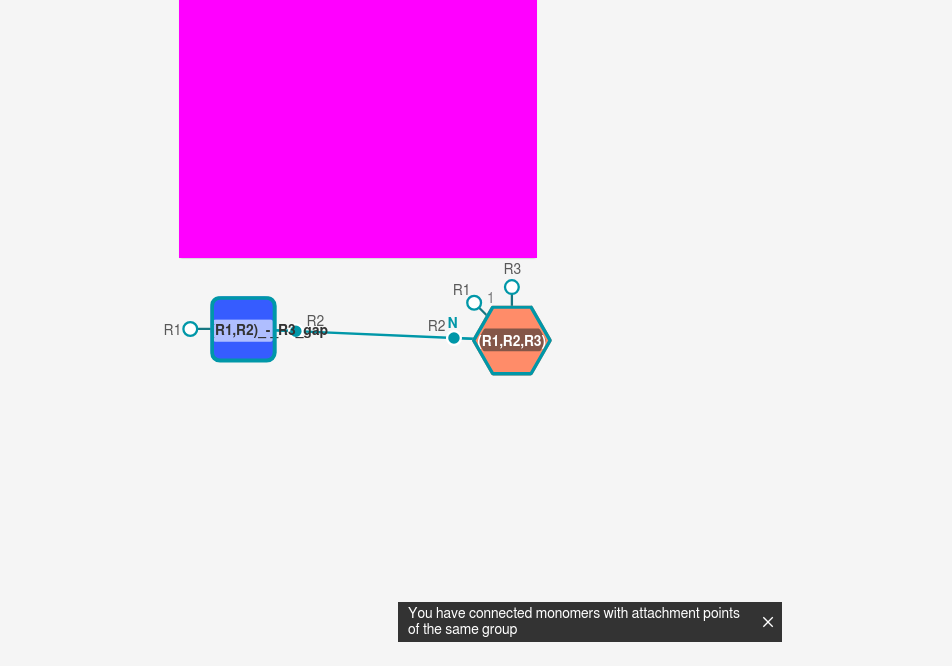 R3
R1 1
R2 N
R1 R1,R2)_-_R3_gap R2
R1,R2,R3
You have connected monomers with attachment points
of the same group